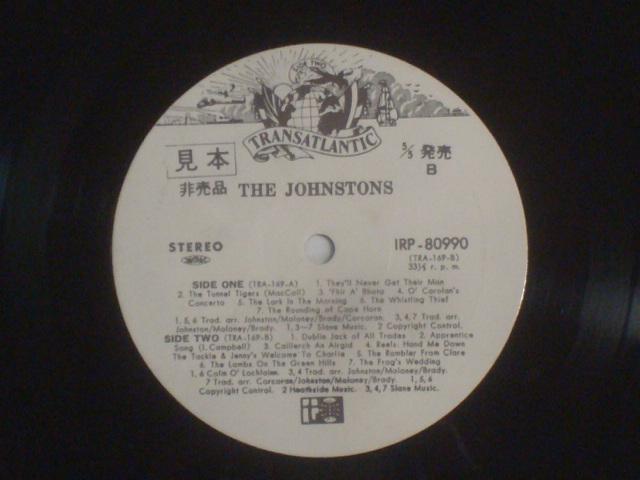 SIDE TWO
TRANSATLANTIC
見本
5/5 発売
B
非売品 THE JOHNSTONS
STEREO
IRP-80990
(TRA-169-B)
33⅓ r. p. m.
SIDE ONE (TRA-169-A) 1. They'll Never Get Their Man
2. The Tunnel Tigers (MacColl) 3. 'Fhir A' Bhata 4. O' Carolan's
Concerto 5. The Lark In The Morning 6. The Whistling Thief
7. The Rounding of Cape Horn
1, 5, 6 Trad. arr. Johnston/Moloney/Brady/Corcoran. 3, 4, 7 Trad. arr.
Johnston/Moloney/Brady. 1, 3~7 Slane Music. 2 Copyright Control.
SIDE TWO (TRA-169-B) 1. Dublin Jack of All Trades 2. Apprentice
Song (I. Campbell) 3. Cailleach An Airgid 4. Reels: Hand Me Down
The Tackle & Jenny's Welcome To Charlie 5. The Rambler From Clare
6. The Lambs On The Green Hills 7. The Frog's Wedding
1, 6 Colm O' Lochlainn. 3, 4 Trad. arr. Johnston/Moloney/Brady.
7 Trad. arr. Corcoran/Johnston/Moloney/Brady. 1, 5, 6
Copyright Control. 2 Heathside Music. 3, 4, 7 Slane Music.